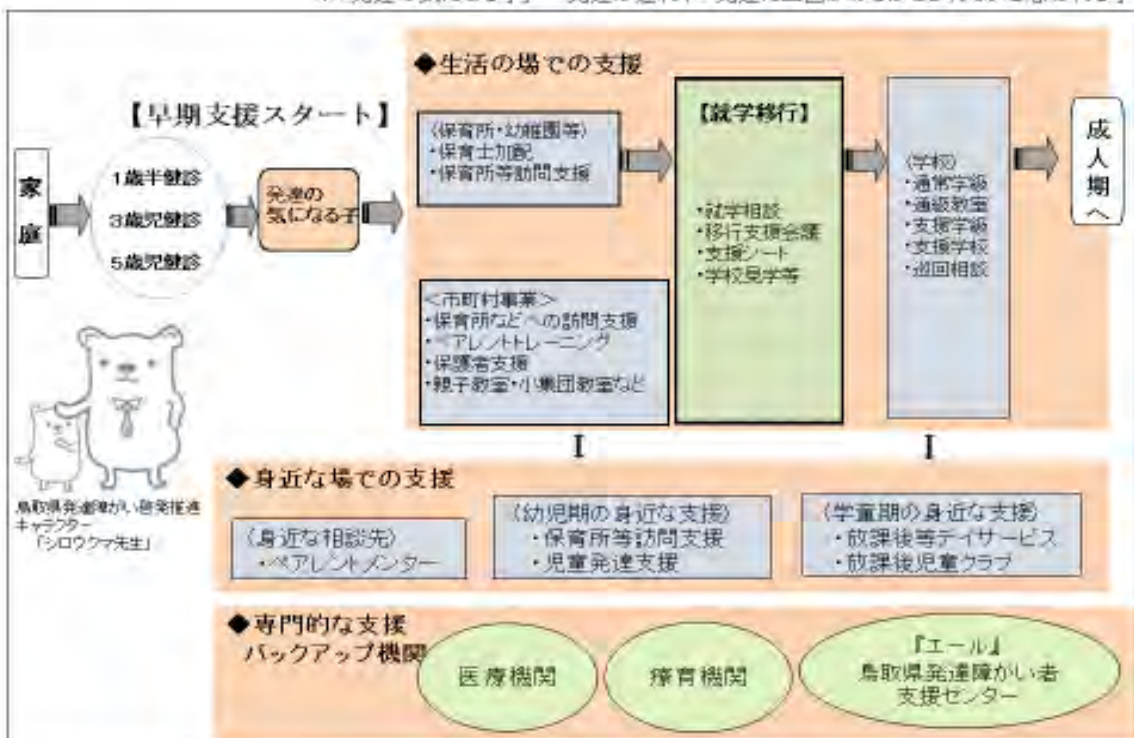 ◆生活の場での支援
【早期支援スタート】
家庭
1歳半健診
3歳児健診
5歳児健診
発達の
気になる子
(保育所・幼稚園等)
・保育士加配
・保育所等訪問支援
<市町村事業>
・保育所などへの訪問支援
・ペアレントトレーニング
・保護者支援
・親子教室・小集団教室など
【就学移行】
・就学相談
・移行支援会議
・支援シート
・学校見学等
(学校)
・通常学級
・通級教室
・支援学級
・支援学校
・巡回相談
成人期へ
鳥取県発達障がい啓発推進
キャラクター
「シロウクマ先生」
◆身近な場での支援
(身近な相談先)
・ペアレントメンター
(幼児期の身近な支援)
・保育所等訪問支援
・児童発達支援
(学童期の身近な支援)
・放課後等デイサービス
・放課後児童クラブ
◆専門的な支援
バックアップ機関
医療機関
療育機関
『エール』
鳥取県発達障がい者
支援センター